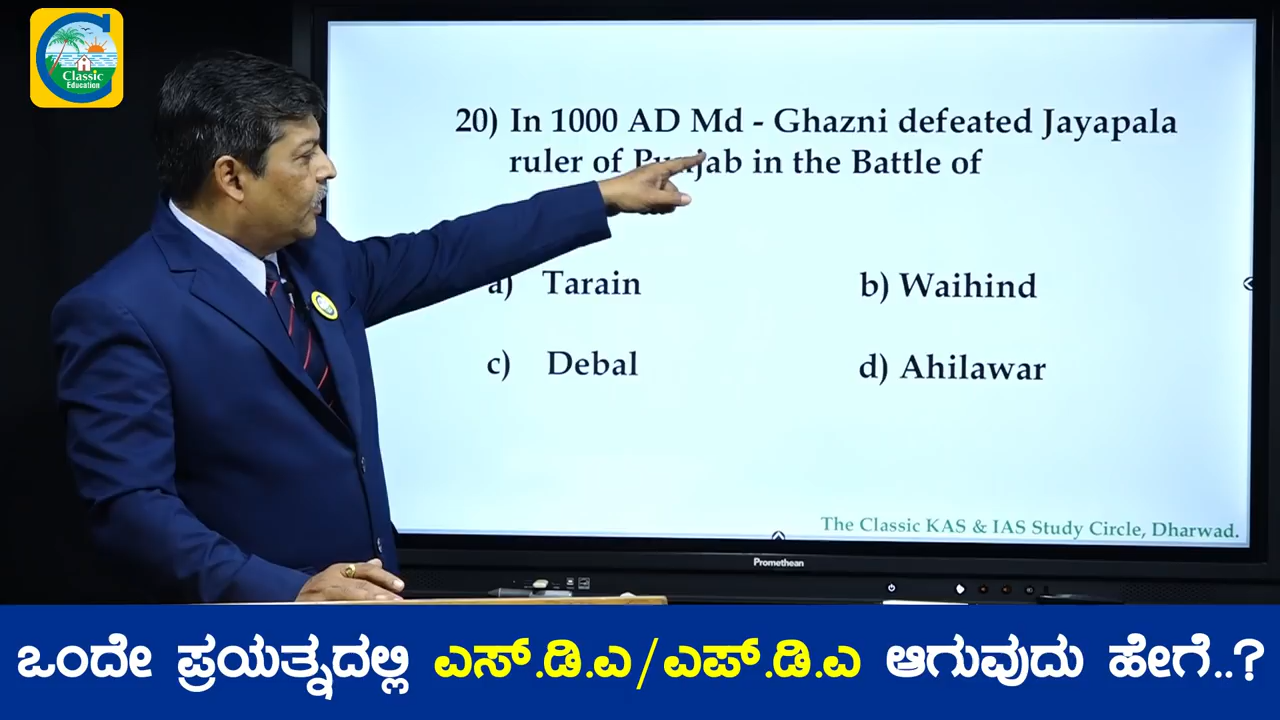 Classic
Education
20) In 1000 AD Md - Ghazni defeated Jayapala
ruler of Punjab in the Battle of
a) Tarain
b) Waihind
c) Debal
d) Ahilawar
The Classic KAS & IAS Study Circle, Dharwad.
Promethean
ಒಂದೇ ಪ್ರಯತ್ನದಲ್ಲಿ ಎಸ್.ಡಿ.ಎ/ಎಫ್.ಡಿ.ಎ ಆಗುವುದು ಹೇಗೆ..?